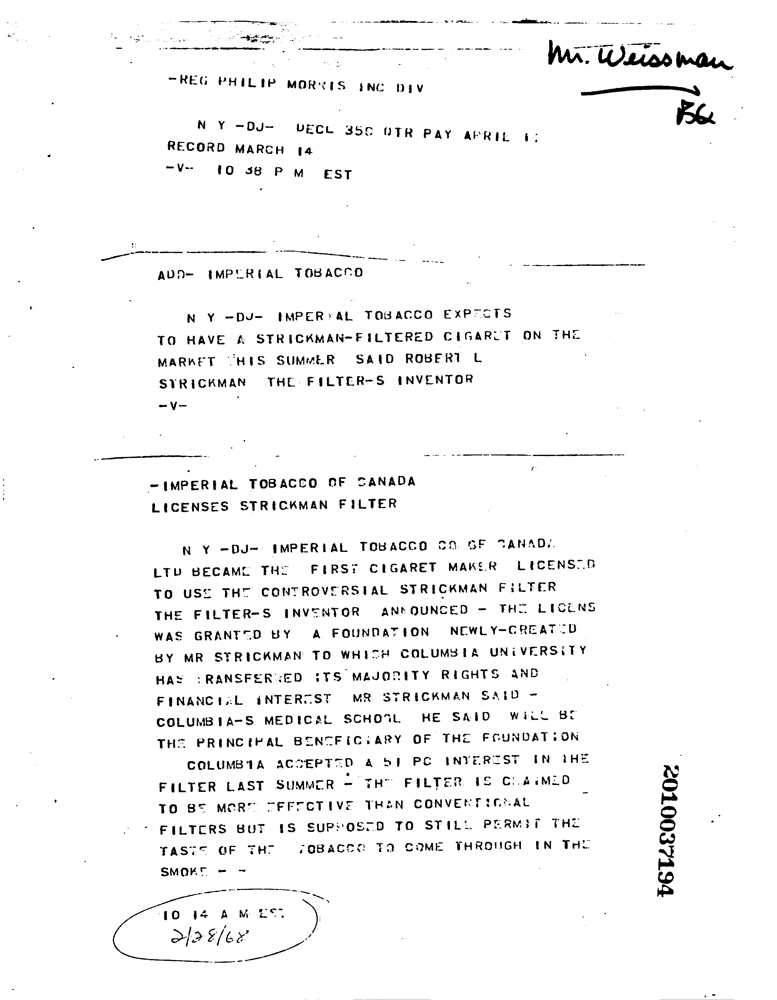 Mr. Weissman
-REG PHILIP MORRIS INC DIV
N Y -DJ- DECL 35C QTR PAY APRIL
RECORD MARCH 14
-V- 10 38 P M EST
ADD- IMPERIAL TOBACCO
N Y -DJ- IMPERIAL TOBACCO EXPECTS
TO HAVE A STRICKMAN-FILTERED CIGARET ON THE
MARKET THIS SUMMER SAID ROBERT L
STRICKMAN THE FILTER-S INVENTOR
-V-
-IMPERIAL TOBACCO OF CANADA
LICENSES STRICKMAN FILTER
N Y -DJ- IMPERIAL TOBACCO CO OF CANADA
LTD BECAME THE FIRST CIGARET MAKER LICENSED
TO USE THE CONTROVERSIAL STRICKMAN FILTER
THE FILTER-S INVENTOR ANNOUNCED - THE LICENS
WAS GRANTED BY A FOUNDATION NEWLY-CREATED
BY MR STRICKMAN TO WHICH COLUMBIA UNIVERSITY
HAS TRANSFERRED ITS MAJORITY RIGHTS AND
FINANCIAL INTEREST MR STRICKMAN SAID -
COLUMBIA-S MEDICAL SCHOOL HE SAID WILL BE
THE PRINCIPAL BENEFICIARY OF THE FOUNDATION
COLUMBIA ACCEPTED A 51 PC INTEREST IN THE
FILTER LAST SUMMER - THE FILTER IS CLAIMED
TO BE MORE EFFECTIVE THAN CONVENTIONAL
FILTERS BUT IS SUPPOSED TO STILL PERMIT THE
TASTE OF THE TOBACCO TO COME THROUGH IN THE
SMOKE - -
10 14 A M EST
2/28/68
2010037194